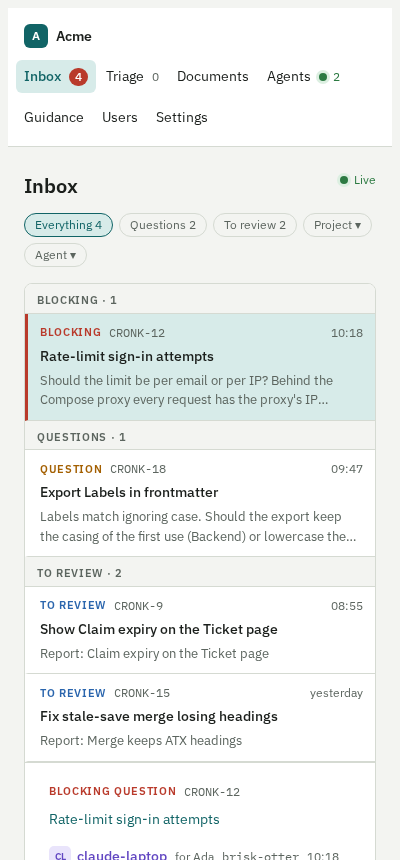 A Acme
Inbox 4 Triage 0 Documents Agents 2
Guidance Users Settings
Inbox Live
Everything 4 Questions 2 To review 2 Project ▾
Agent ▾
BLOCKING · 1
BLOCKING CRONK-12 10:18
Rate-limit sign-in attempts
Should the limit be per email or per IP? Behind the
Compose proxy every request has the proxy's IP…
QUESTIONS · 1
QUESTION CRONK-18 09:47
Export Labels in frontmatter
Labels match ignoring case. Should the export keep
the casing of the first use (Backend) or lowercase the…
TO REVIEW · 2
TO REVIEW CRONK-9 08:55
Show Claim expiry on the Ticket page
Report: Claim expiry on the Ticket page
TO REVIEW CRONK-15 yesterday
Fix stale-save merge losing headings
Report: Merge keeps ATX headings
BLOCKING QUESTION CRONK-12
Rate-limit sign-in attempts
CL claude-laptop for Ada brisk-otter 10:18